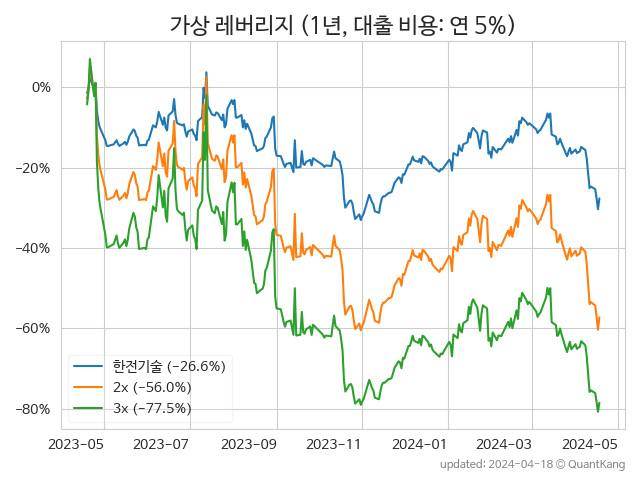 가상 레버리지 (1년, 대출 비용: 연 5%)
0%
−20%
−40%
−60%
−80%
한전기술 (−26.6%)
2x (−56.0%)
3x (−77.5%)
2023-05 2023-07 2023-09 2023-11 2024-01 2024-03 2024-05
updated: 2024-04-18 © QuantKang